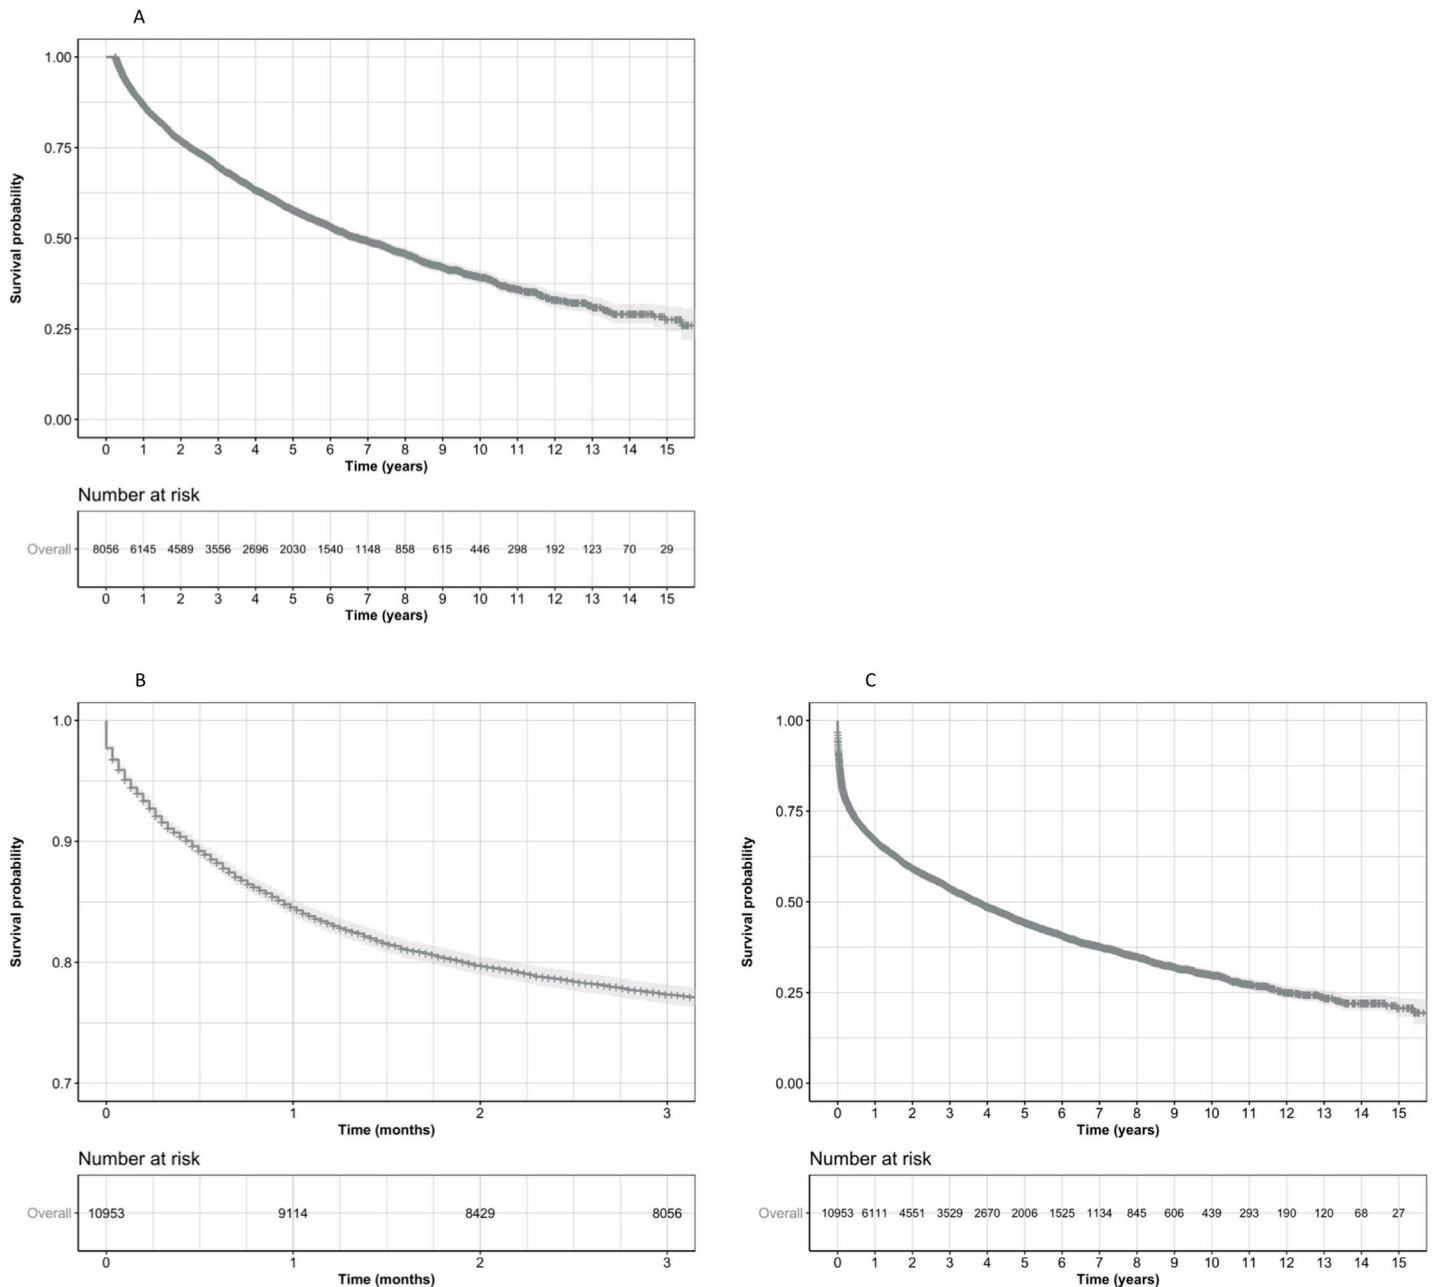 A
1.00
0.75
0.50
0.25
0.00
Survival probability
0 1 2 3 4 5 6 7 8 9 10 11 12 13 14 15
Time (years)
Number at risk
Overall 8056 6145 4589 3556 2696 2030 1540 1148 858 615 446 298 192 123 70 29
0 1 2 3 4 5 6 7 8 9 10 11 12 13 14 15
Time (years)
B
1.0
0.9
0.8
0.7
Survival probability
0 1 2 3
Time (months)
Number at risk
Overall 10953 9114 8429 8056
0 1 2 3
Time (months)
C
1.00
0.75
0.50
0.25
0.00
Survival probability
0 1 2 3 4 5 6 7 8 9 10 11 12 13 14 15
Time (years)
Number at risk
Overall 10953 6111 4551 3529 2670 2006 1525 1134 845 606 439 293 190 120 68 27
0 1 2 3 4 5 6 7 8 9 10 11 12 13 14 15
Time (years)